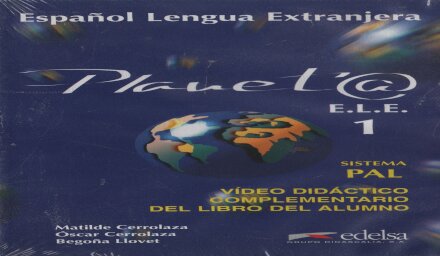 Español Lengua Extranjera
Planet@
E.L.E.
1
SISTEMA
PAL
VÍDEO DIDÁCTICO
COMPLEMENTARIO
DEL LIBRO DEL ALUMNO
Matilde Cerrolaza
Óscar Cerrolaza
Begoña Llovet
edelsa
GRUPO DIDASCALIA, S.A.